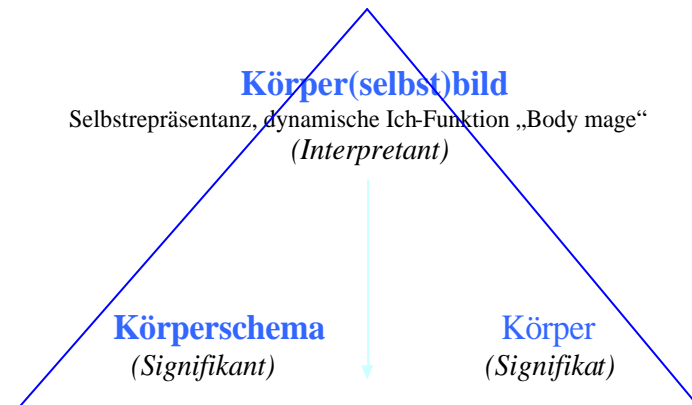 Körper(selbst)bild
Selbstrepräsentanz, dynamische Ich-Funktion „Body mage“
(Interpretant)
Körperschema Körper
(Signifikant) (Signifikat)